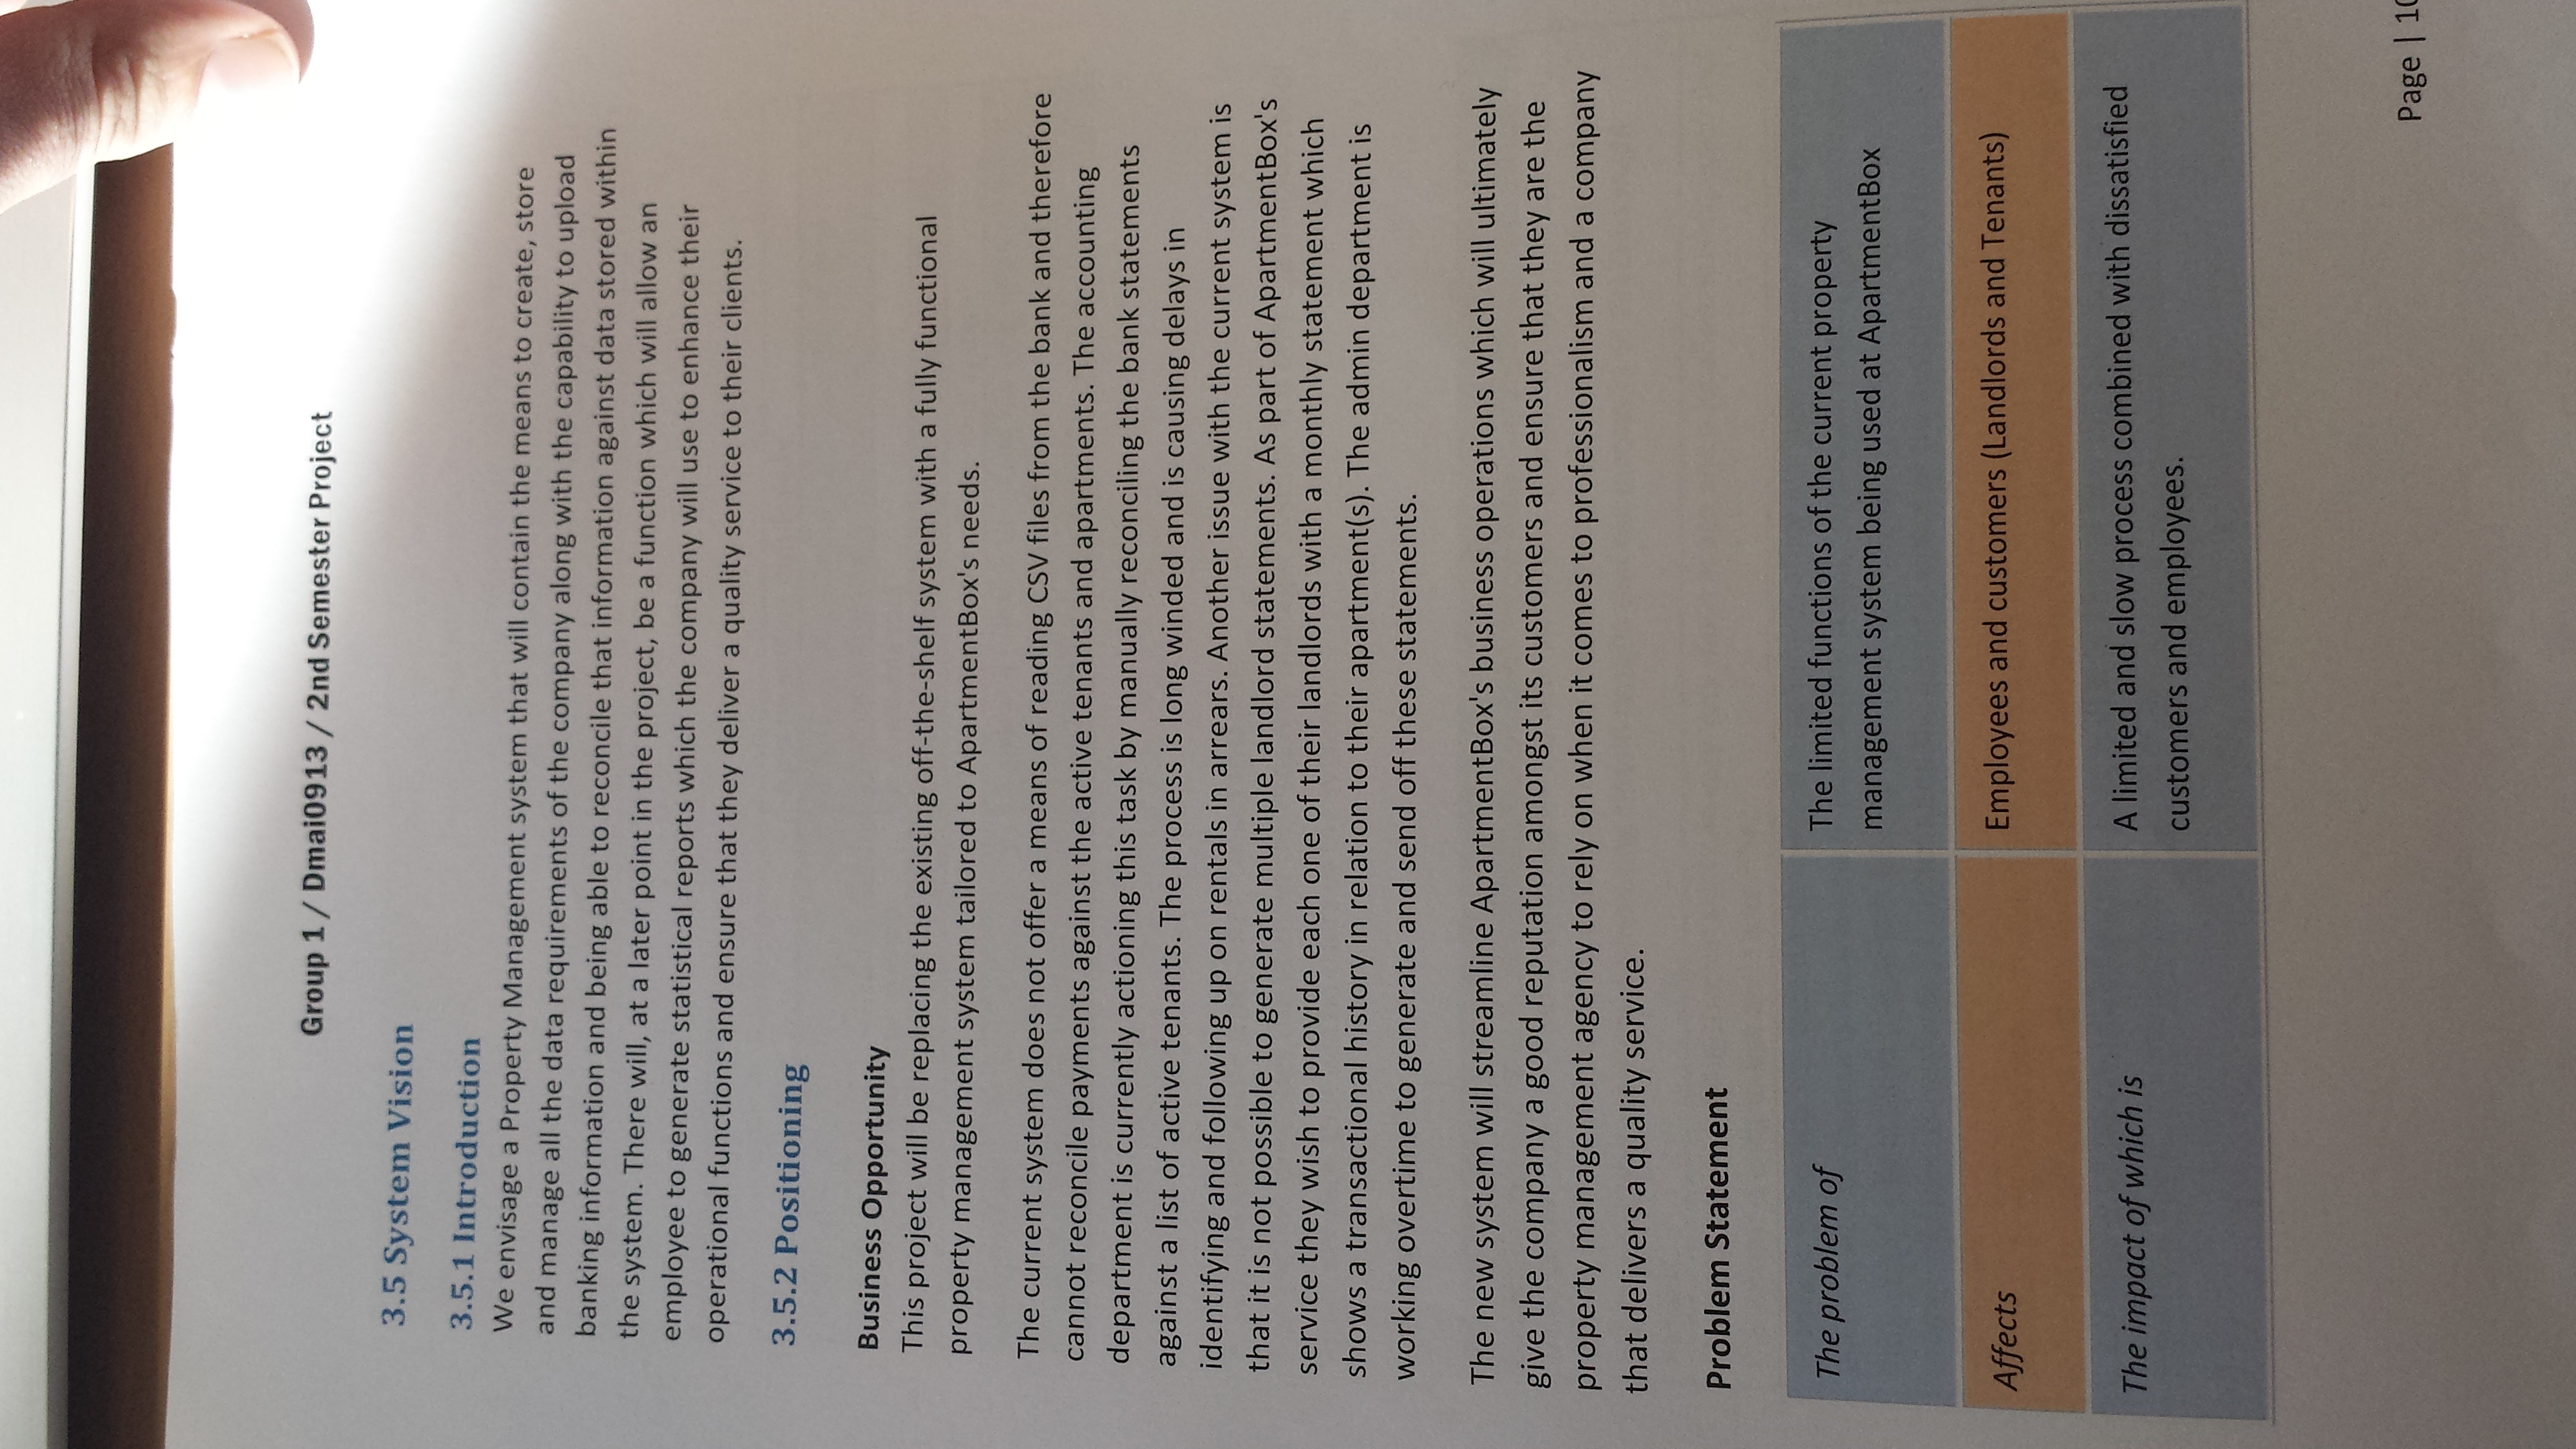 Group 1 / Dmai0913 / 2nd Semester Project
3.5 System Vision
3.5.1 Introduction
We envisage a Property Management system that will contain the means to create, store
and manage all the data requirements of the company along with the capability to upload
banking information and being able to reconcile that information against data stored within
the system. There will, at a later point in the project, be a function which will allow an
employee to generate statistical reports which the company will use to enhance their
operational functions and ensure that they deliver a quality service to their clients.
3.5.2 Positioning
Business Opportunity
This project will be replacing the existing off-the-shelf system with a fully functional
property management system tailored to ApartmentBox's needs.
The current system does not offer a means of reading CSV files from the bank and therefore
cannot reconcile payments against the active tenants and apartments. The accounting
department is currently actioning this task by manually reconciling the bank statements
against a list of active tenants. The process is long winded and is causing delays in
identifying and following up on rentals in arrears. Another issue with the current system is
that it is not possible to generate multiple landlord statements. As part of ApartmentBox's
service they wish to provide each one of their landlords with a monthly statement which
shows a transactional history in relation to their apartment(s). The admin department is
working overtime to generate and send off these statements.
The new system will streamline ApartmentBox's business operations which will ultimately
give the company a good reputation amongst its customers and ensure that they are the
property management agency to rely on when it comes to professionalism and a company
that delivers a quality service.
Problem Statement
The problem of
The limited functions of the current property
management system being used at ApartmentBox
Affects
Employees and customers (Landlords and Tenants)
The impact of which is
A limited and slow process combined with dissatisfied
customers and employees.
Page | 10